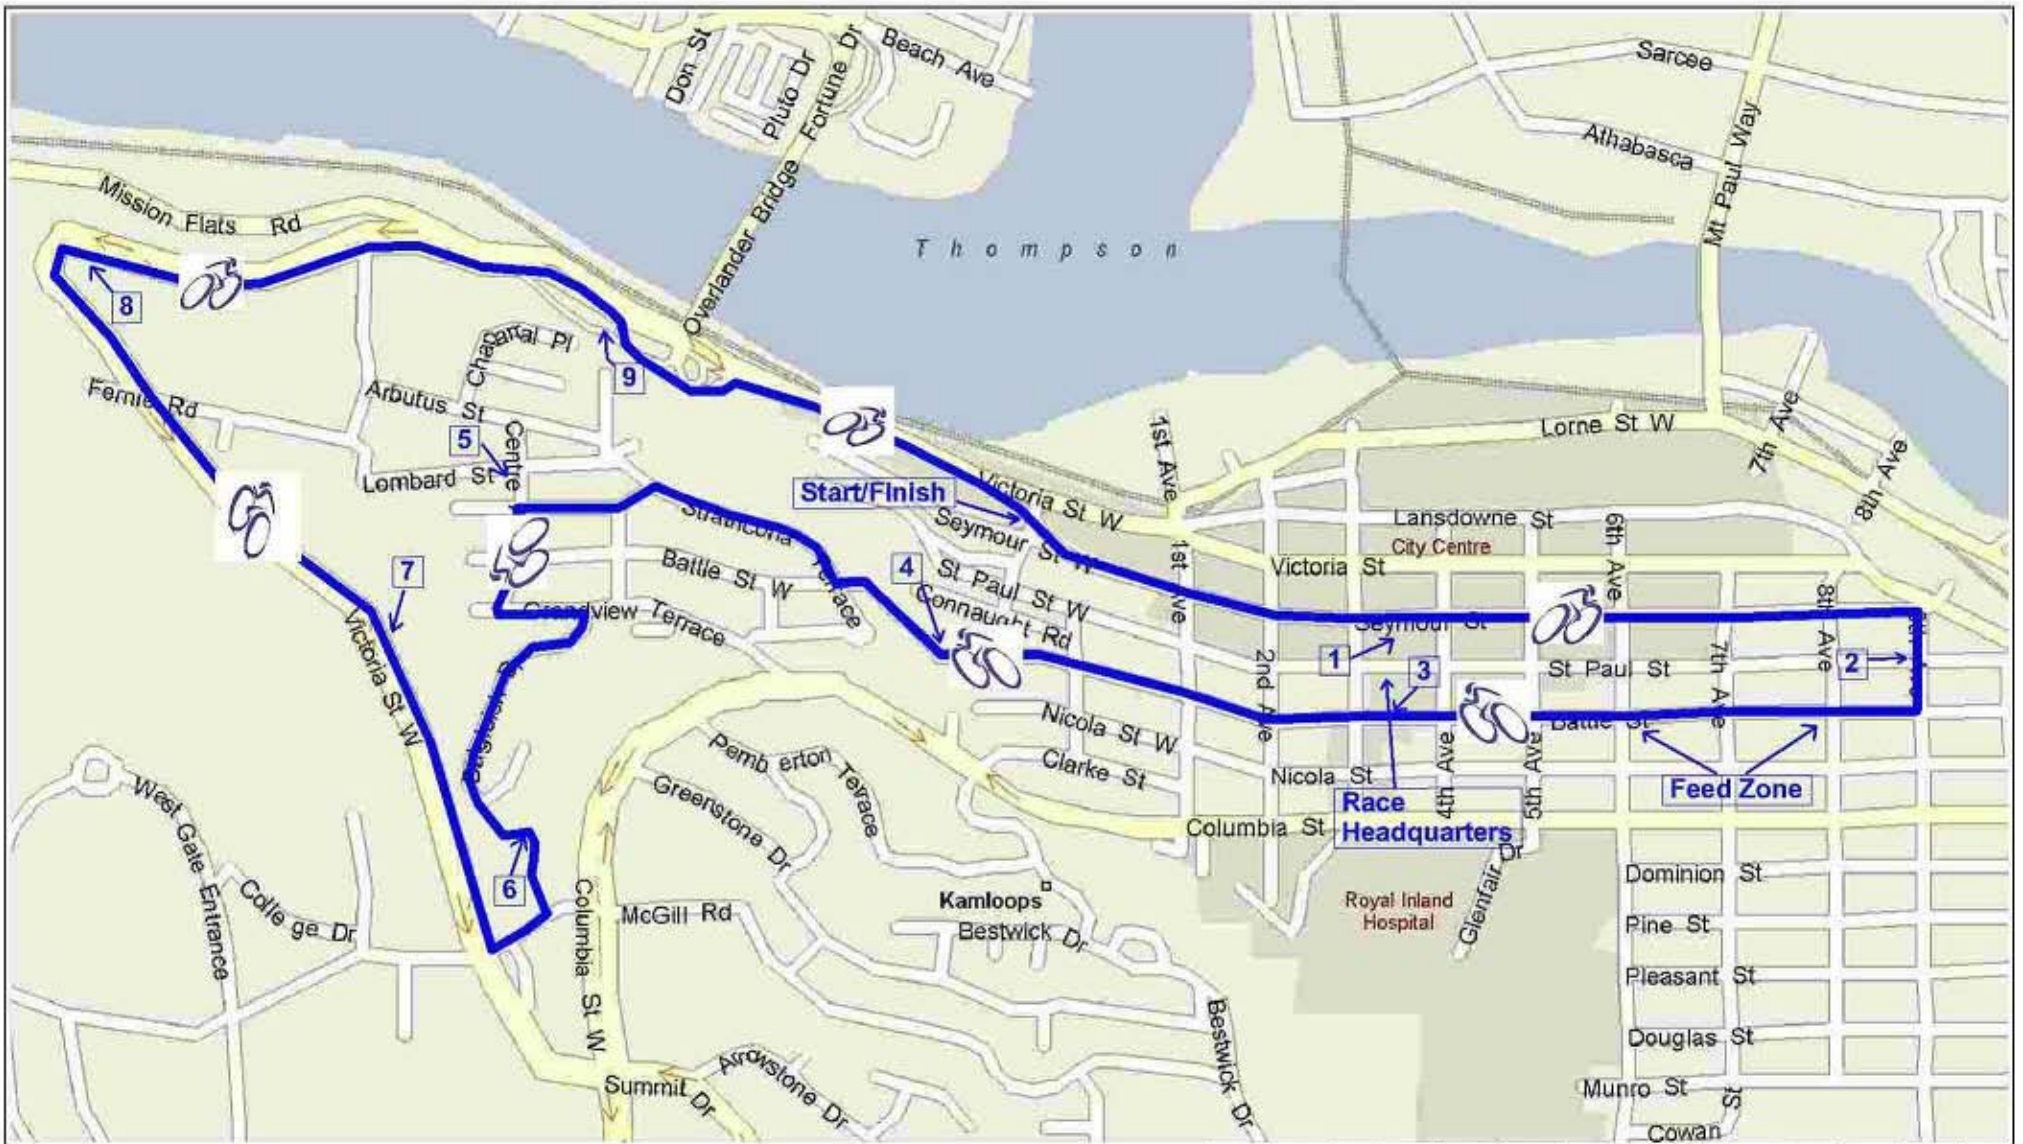 Don St
Pluto Dr
Fortune Dr
Beach Ave
Sarcee
Athabasca
Mt Paul Way
Mission Flats Rd
Overlander Bridge
Thompson
8
9
Chaparral Pl
Fernie Rd
Arbutus St
5
Centre
Lombard St
Start/FInish
Victoria St W
1st Ave
Lorne St W
7th Ave
8th Ave
Lansdowne St
City Centre
6th Ave
Seymour St W
Strathcona Terrace
Battle St W
4
St Paul St W
Connaught Rd
1st Ave
Victoria St
7
Grandview Terrace
Seymour St
8th Ave
1
3
St Paul St
7th Ave
2
2nd Ave
Victoria St W
Battle St
Nicola St W
Clarke St
Nicola St
4th Ave
5th Ave
Feed Zone
Race
Headquarters
Pemberton Terrace
Greenstone Dr
Columbia St
West Gate Entrance
College Dr
6
Columbia St W
McGill Rd
Kamloops
Bestwick Dr
Royal Inland
Hospital
Glenfair Dr
Dominion St
Pine St
Pleasant St
Douglas St
Bestwick Dr
Arrowstone Dr
Summit Dr
Munro St
St
Cowan